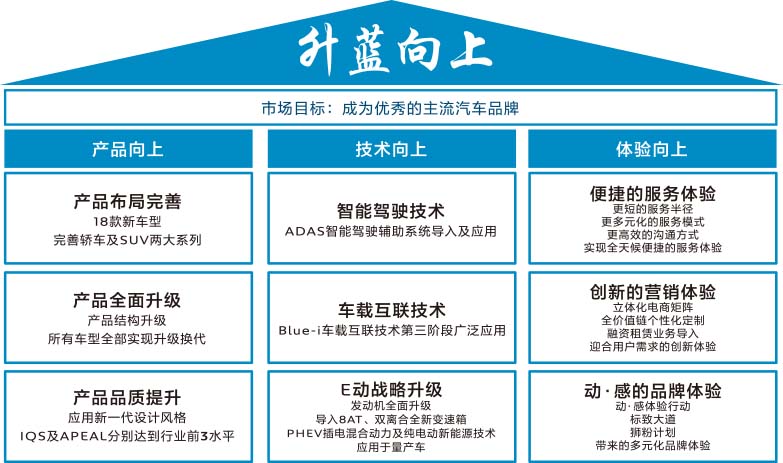 升蓝向上
市场目标：成为优秀的主流汽车品牌
产品向上
产品布局完善
18款新车型
完善轿车及SUV两大系列
产品全面升级
产品结构升级
所有车型全部实现升级换代
产品品质提升
应用新一代设计风格
IQS及APEAL分别达到行业前3水平
技术向上
智能驾驶技术
ADAS智能驾驶辅助系统导入及应用
车载互联技术
Blue-i车载互联技术第三阶段广泛应用
E动战略升级
发动机全面升级
导入8AT、双离合全新变速箱
PHEV插电混合动力及纯电动新能源技术
应用于量产车
体验向上
便捷的服务体验
更短的服务半径
更多元化的服务模式
更高效的沟通方式
实现全天候便捷的服务体验
创新的营销体验
立体化电商矩阵
全价值链个性化定制
融资租赁业务导入
迎合用户需求的创新体验
动·感的品牌体验
动·感体验行动
标致大道
狮粉计划
带来的多元化品牌体验